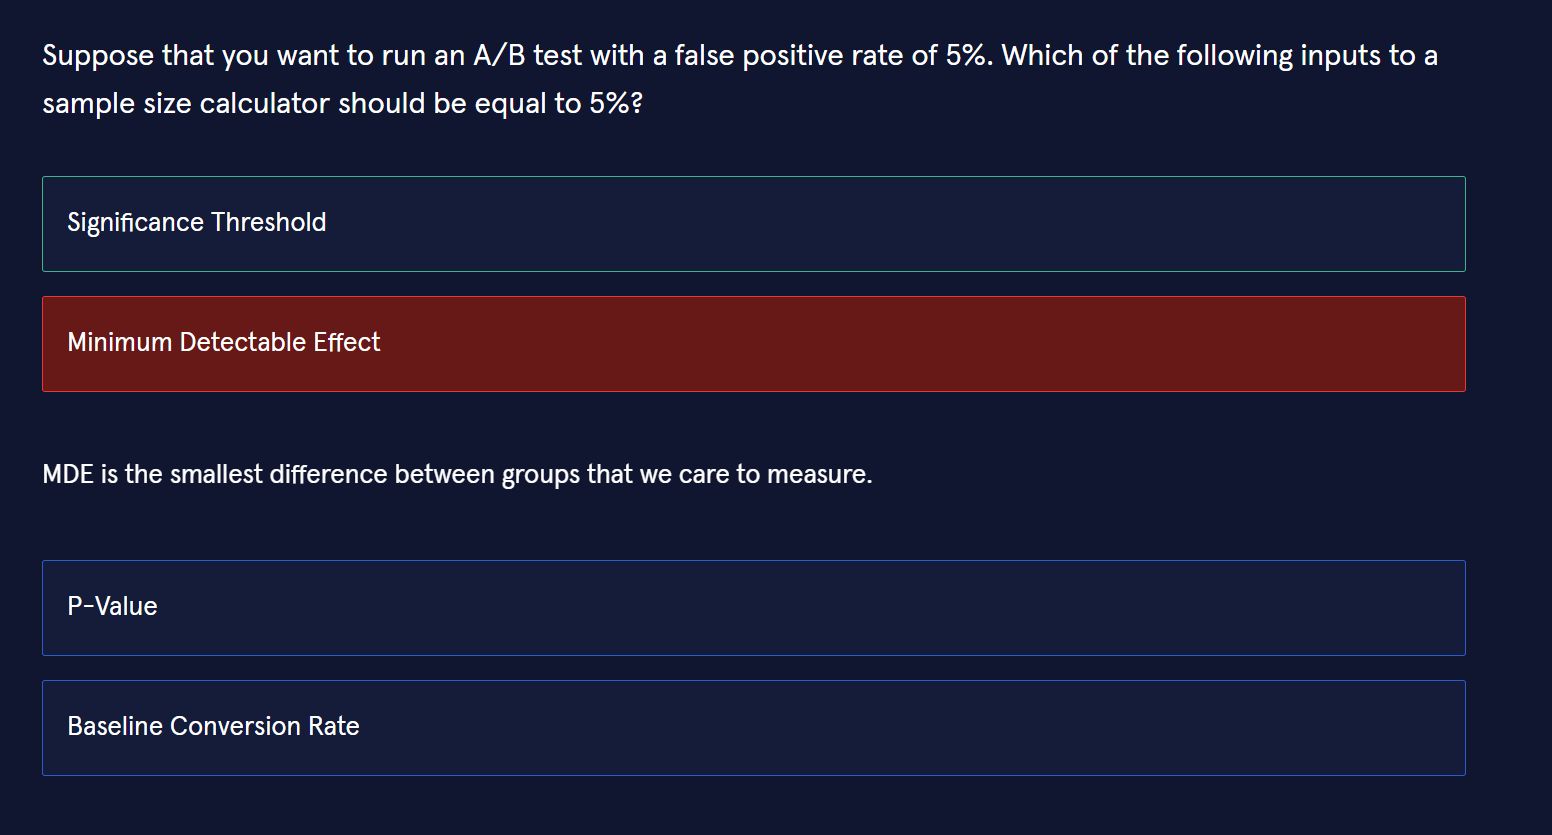 Suppose that you want to run an A/B test with a false positive rate of 5%. Which of the following inputs to a
sample size calculator should be equal to 5%?
Significance Threshold
Minimum Detectable Effect
MDE is the smallest difference between groups that we care to measure.
P-Value
Baseline Conversion Rate